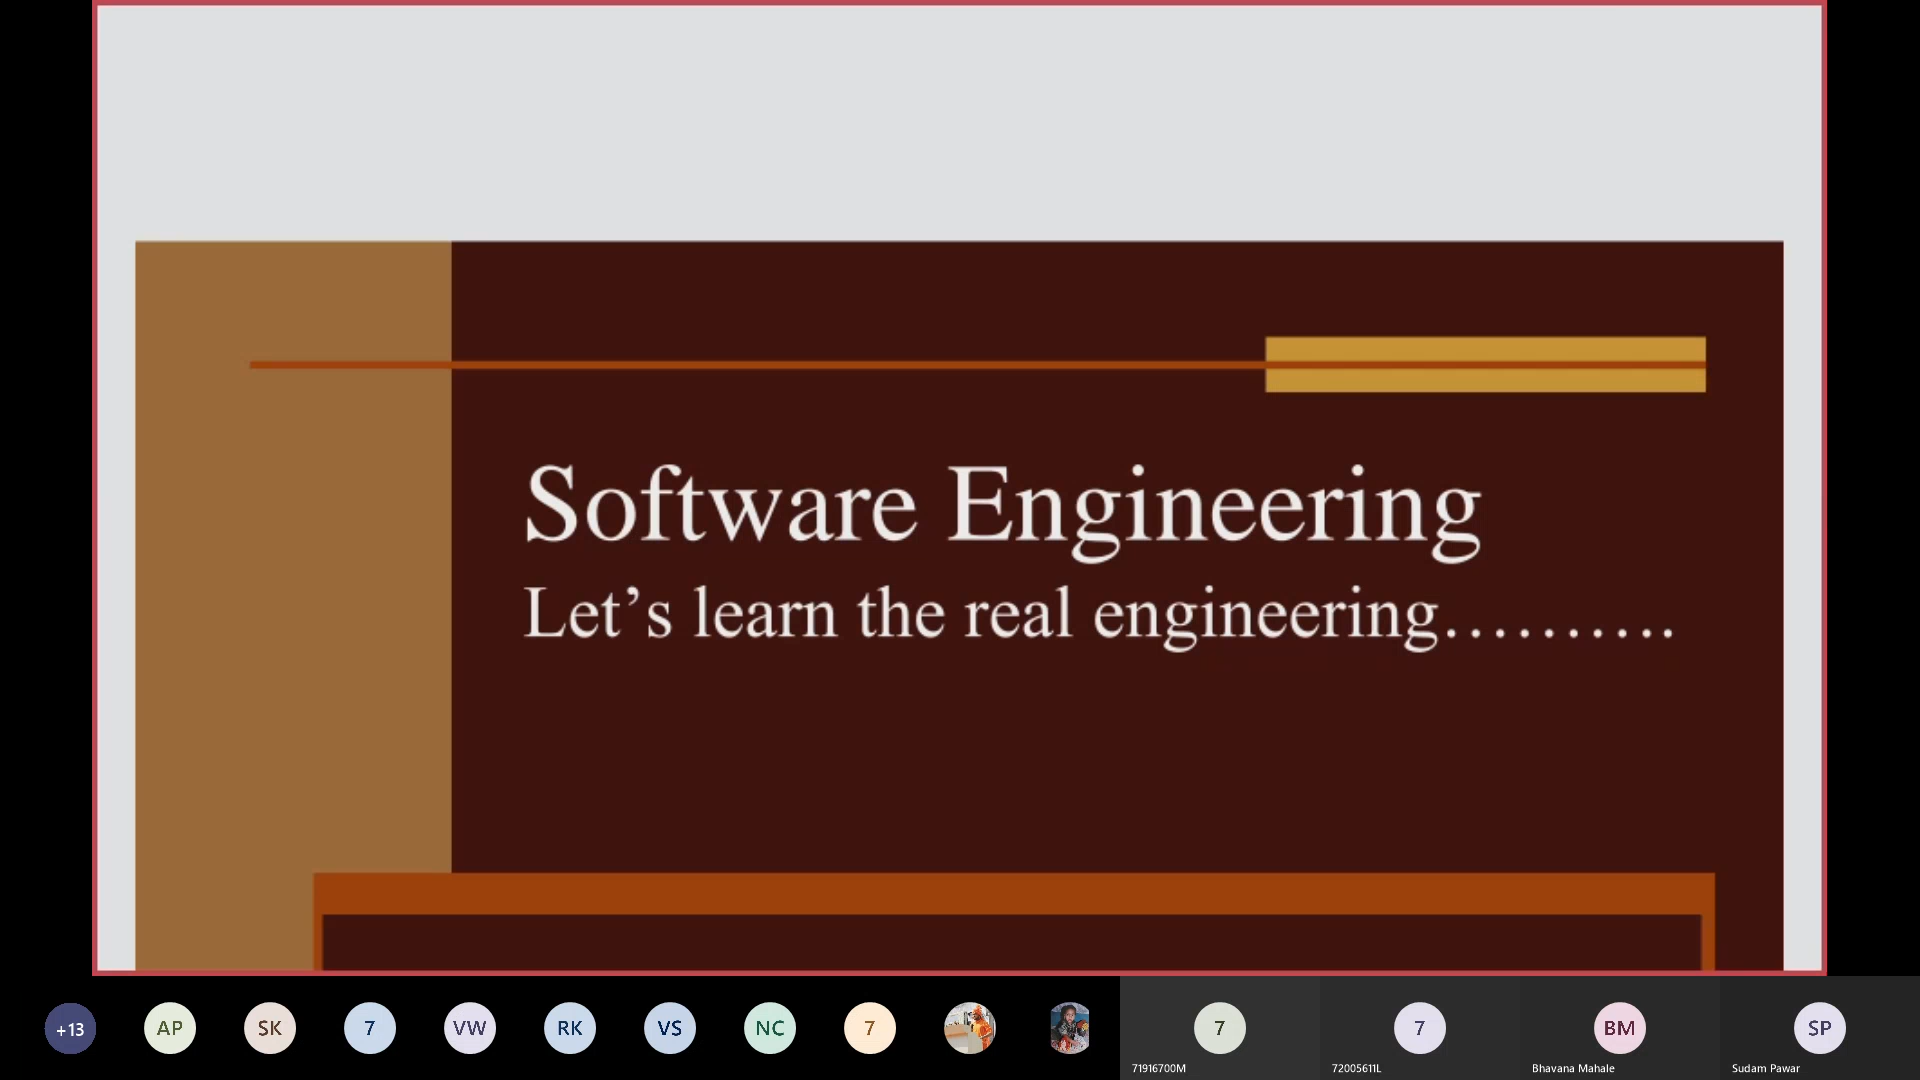 Software Engineering
Let’s learn the real engineering……….
+13
AP
SK
7
VW
RK
VS
NC
7
7
7
BM
SP
71916700M
72005611L
Bhavana Mahale
Sudam Pawar